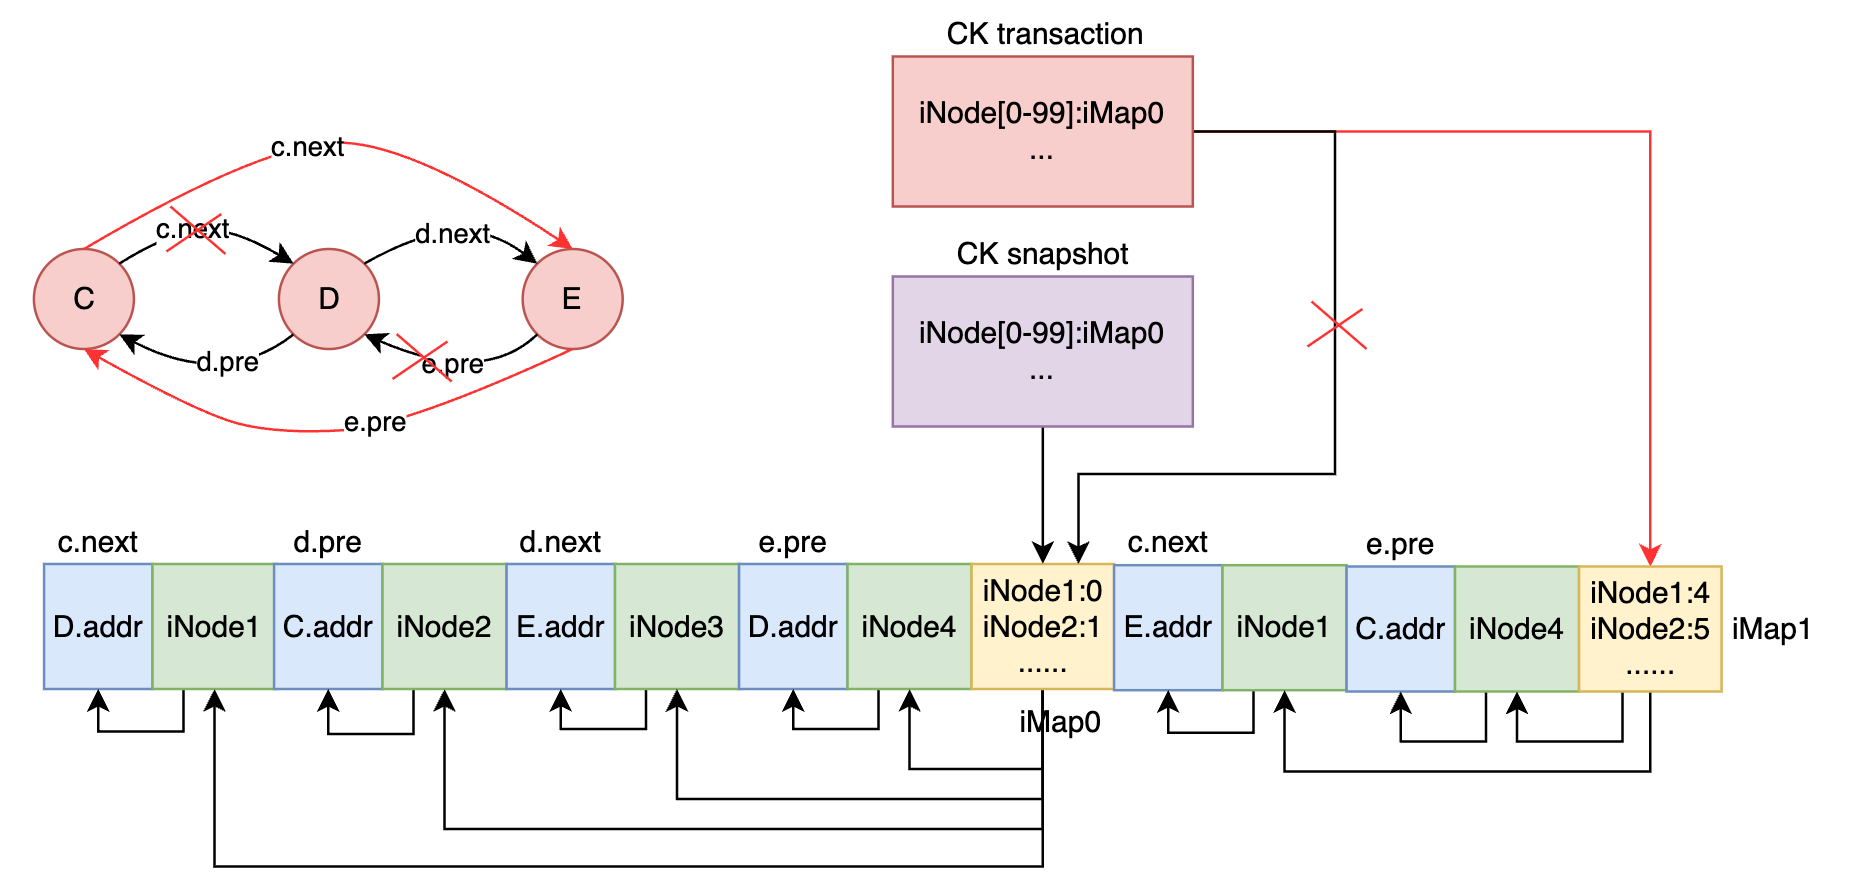 CK transaction
iNode[0-99]:iMap0
...
CK snapshot
iNode[0-99]:iMap0
...
c.next
c.next
d.next
C
D
E
d.pre
e.pre
e.pre
c.next
d.pre
d.next
e.pre
c.next
e.pre
D.addr
iNode1
C.addr
iNode2
E.addr
iNode3
D.addr
iNode4
iNode1:0
iNode2:1
......
E.addr
iNode1
C.addr
iNode4
iNode1:4
iNode2:5
......
iMap1
iMap0